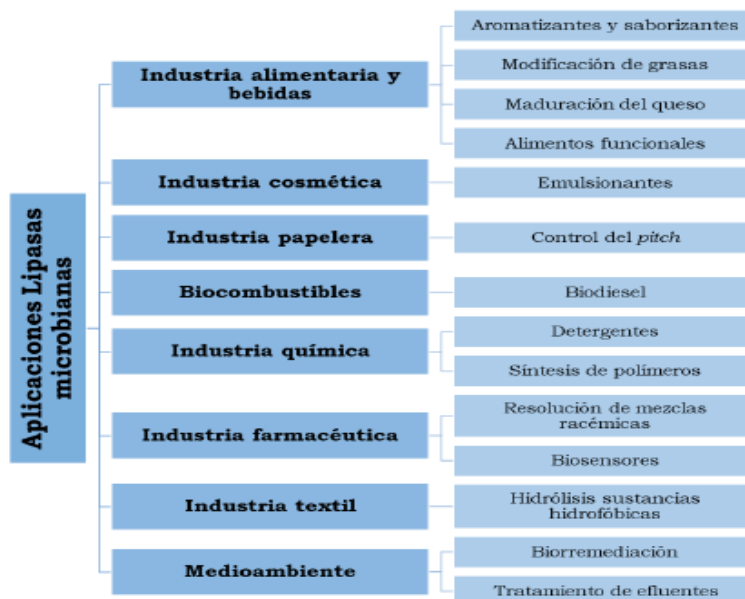 Aplicaciones Lipasas
microbianas
Industria alimentaria y
bebidas
Aromatizantes y saborizantes
Modificación de grasas
Maduración del queso
Alimentos funcionales
Industria cosmética
Emulsionantes
Industria papelera
Control del pitch
Biocombustibles
Biodiesel
Industria química
Detergentes
Síntesis de polímeros
Industria farmacéutica
Resolución de mezclas
racémicas
Biosensores
Industria textil
Hidrólisis sustancias
hidrofóbicas
Medioambiente
Biorremediación
Tratamiento de efluentes